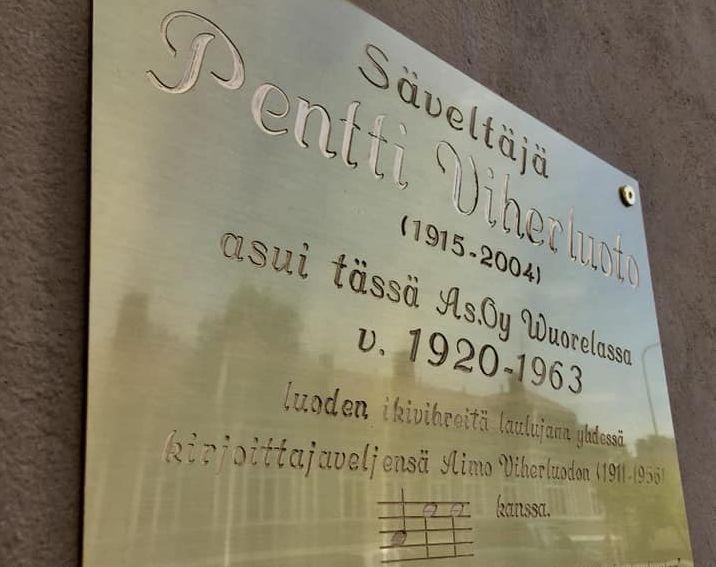 Säveltäjä
Pentti Viherluoto
(1915-2004)
asui tässä As.Oy Wuorelassa
v. 1920-1963
luoden ikivihreitä laulujaan yhdessä
kirjoittajaveljensä Aimo Viherluodon (1911-1956)
kanssa.